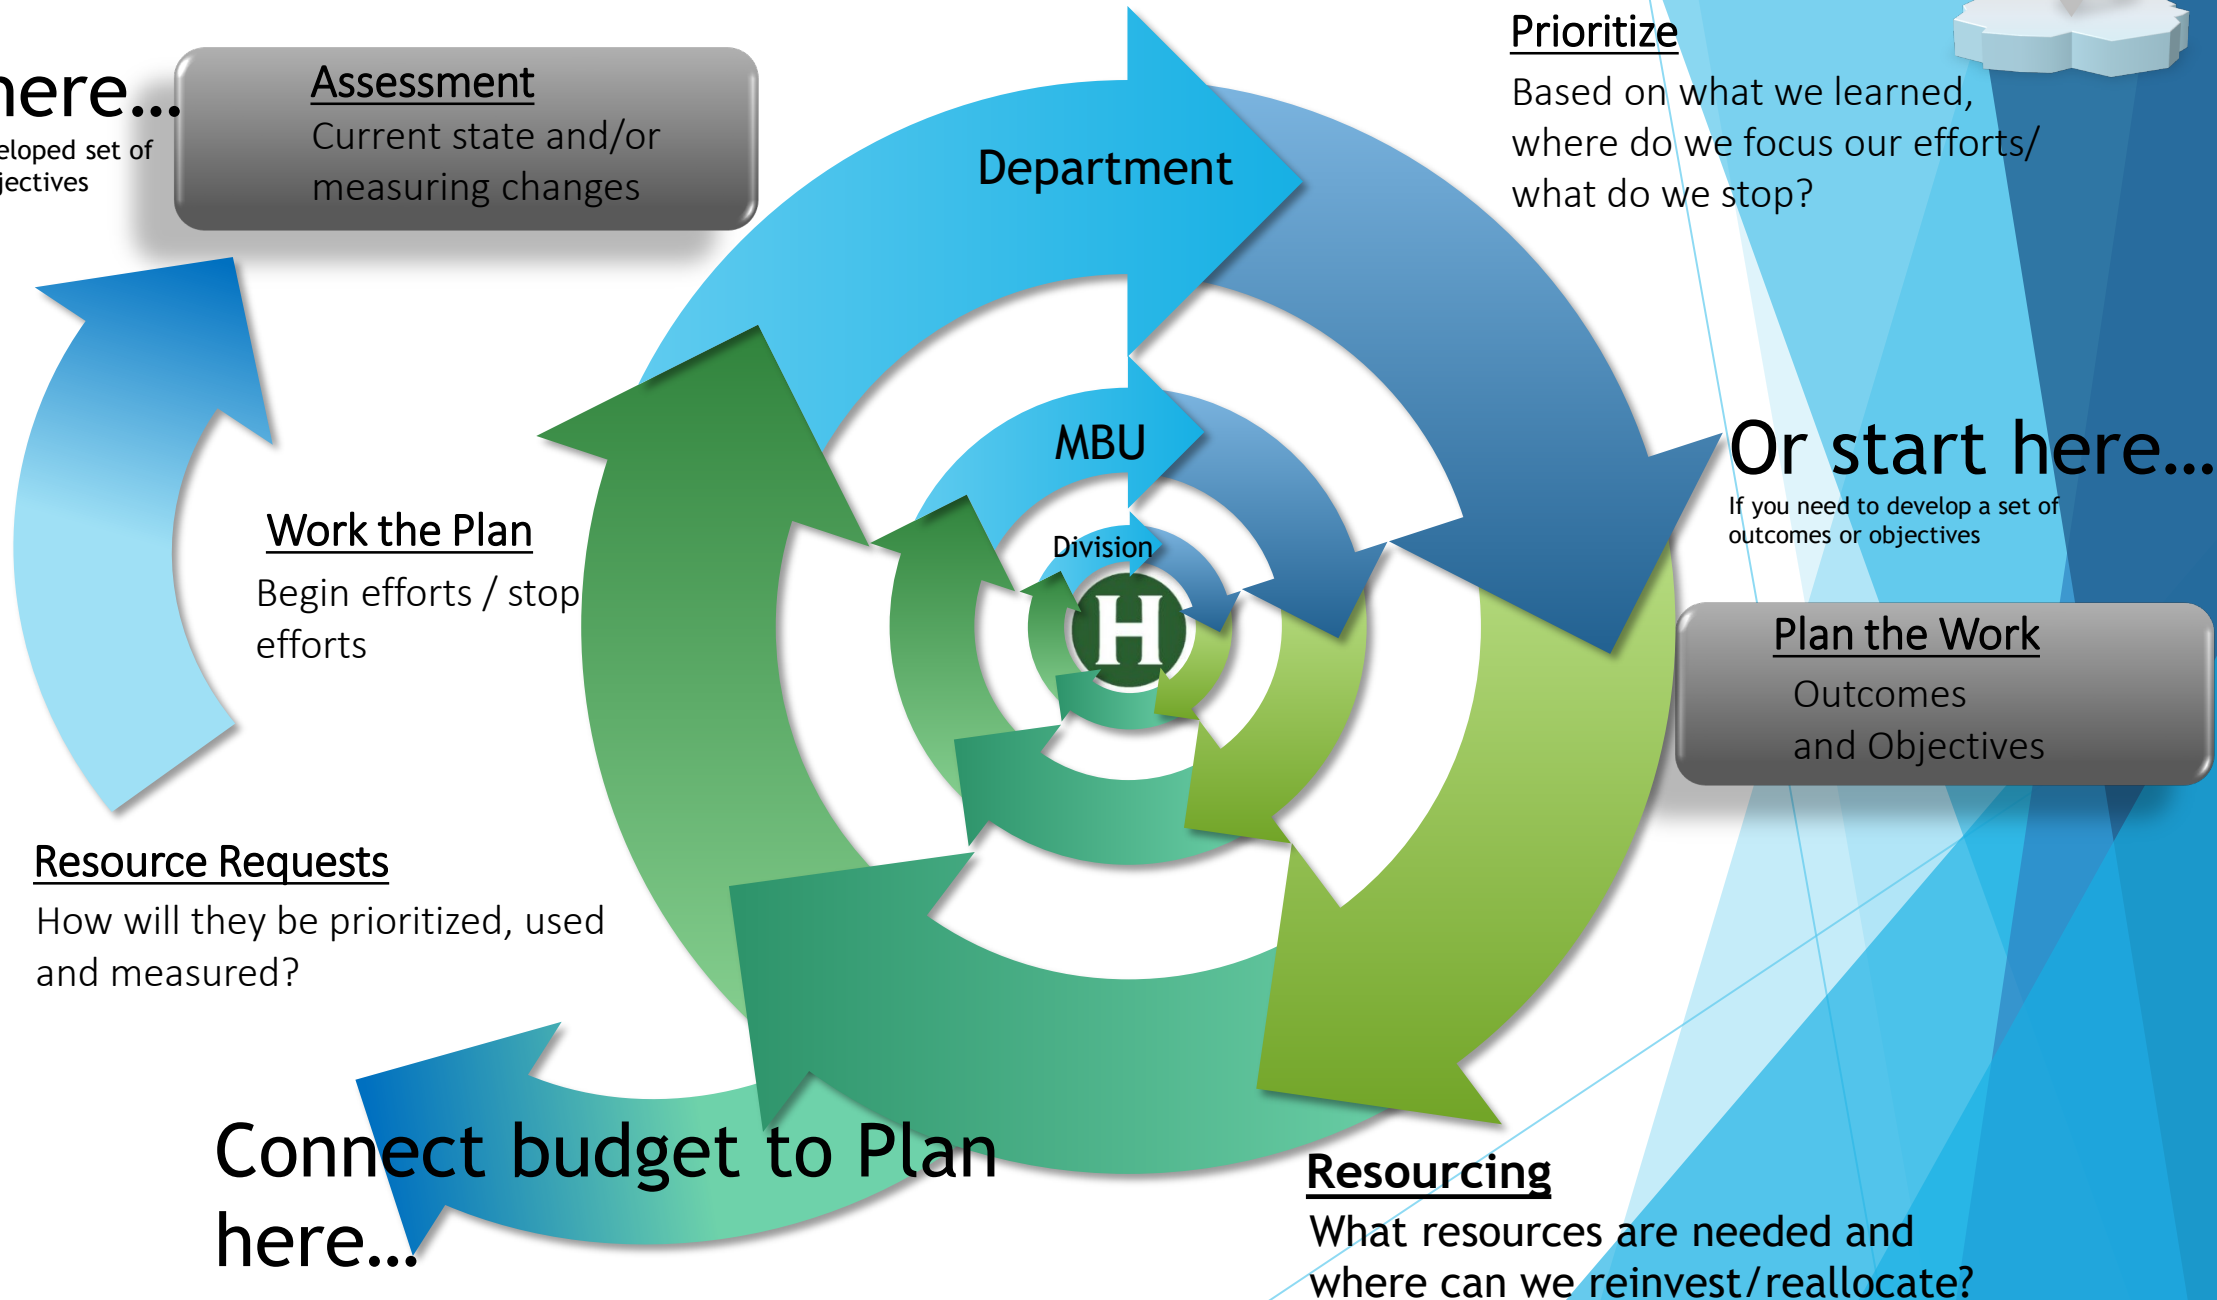 here...
eloped set of
jectives
Assessment
Current state and/or
measuring changes
Department
Prioritize
Based on what we learned,
where do we focus our efforts/
what do we stop?
MBU
Division
H
Or start here...
If you need to develop a set of
outcomes or objectives
Plan the Work
Outcomes
and Objectives
Work the Plan
Begin efforts / stop
efforts
Resource Requests
How will they be prioritized, used
and measured?
Connect budget to Plan
here...
Resourcing
What resources are needed and
where can we reinvest/reallocate?